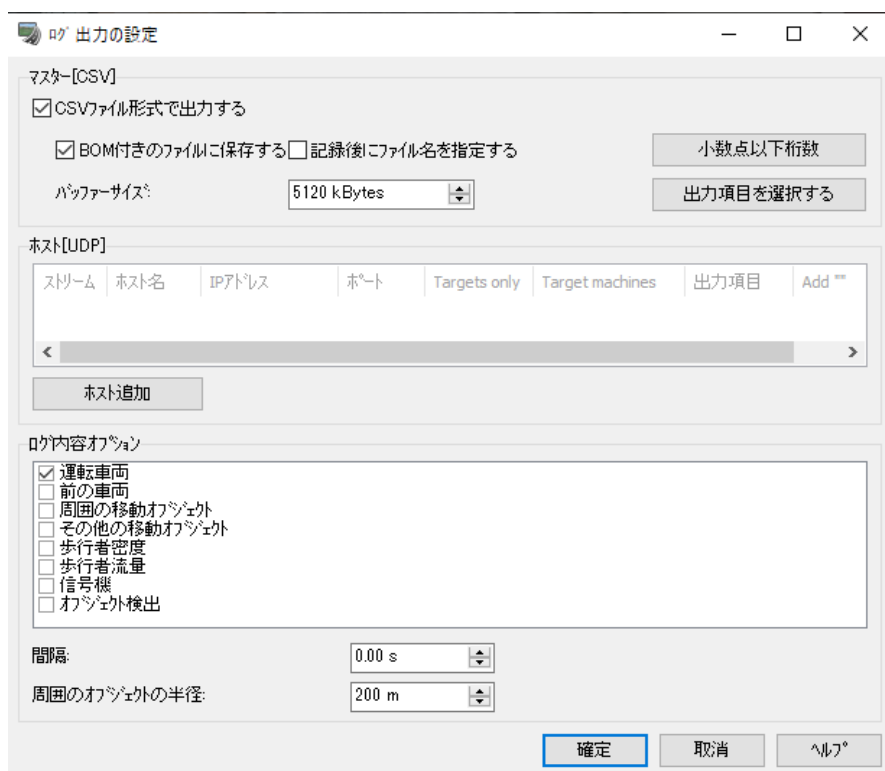 ログ出力の設定
マスター[CSV]
CSVファイル形式で出力する
BOM付きのファイルに保存する 記録後にファイル名を指定する 小数点以下桁数
バッファーサイズ: 5120 kBytes 出力項目を選択する
ホスト[UDP]
ストリーム ホスト名 IPアドレス ポート Targets only Target machines 出力項目 Add ""
ホスト追加
ログ内容オプション
運転車両
前の車両
周囲の移動オブジェクト
その他の移動オブジェクト
歩行者密度
歩行者流量
信号機
オブジェクト検出
間隔: 0.00 s
周囲のオブジェクトの半径: 200 m
確定 取消 ヘルプ